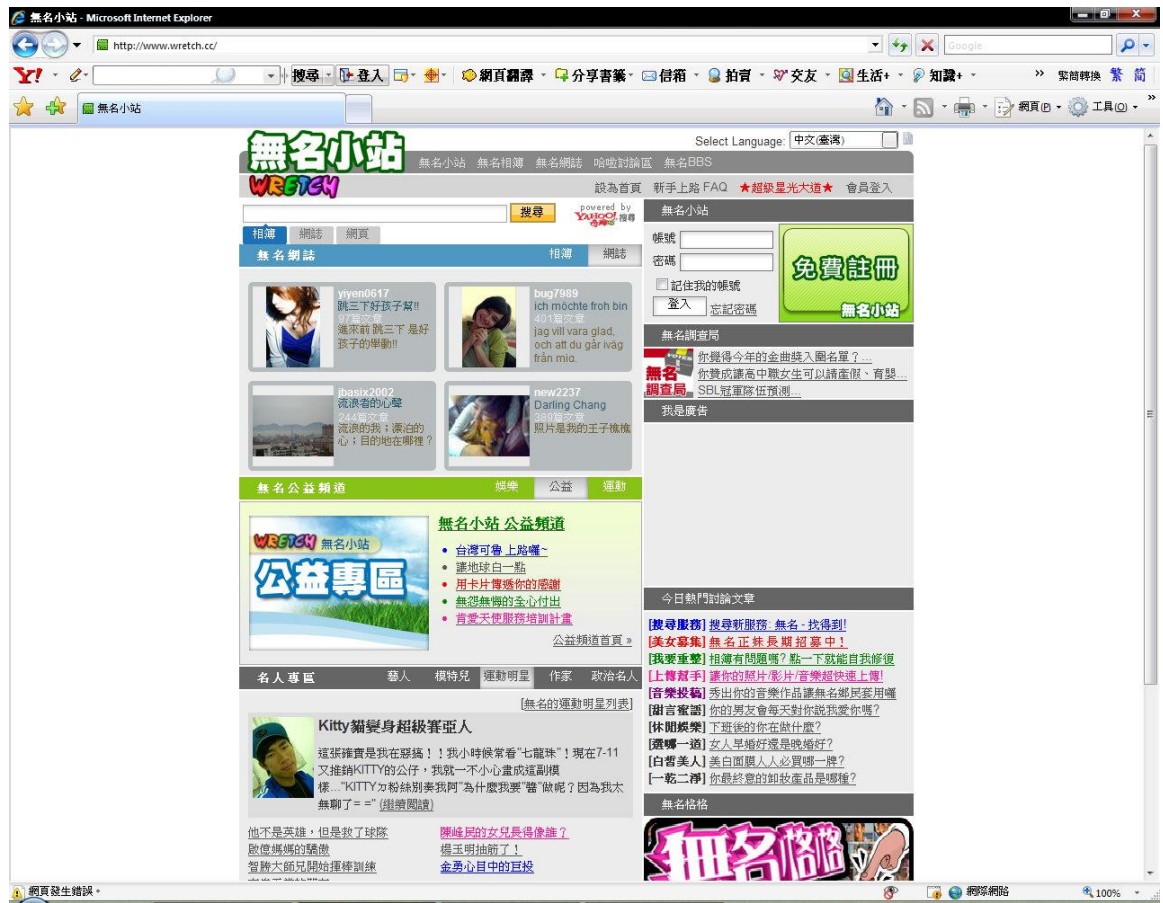 無名小站 - Microsoft Internet Explorer
http://www.wretch.cc/
Google
Y!
搜尋
登入
網頁翻譯
分享書籤
信箱
拍賣
交友
生活+
知識+
繁簡轉換 繁 簡
無名小站
網頁(P)
工具(O)
無名小站
WRETCH
Select Language: 中文(臺灣)
無名小站 無名相簿 無名網誌 哈啦討論區 無名BBS
設為首頁 新手上路 FAQ ★超級星光大道★ 會員登入
搜尋
powered by
YAHOO! 搜尋
相簿 網誌 網頁
無名網誌 相簿 網誌
yiyen0617
跳三下好孩子幫!!
97篇文章
進來前 跳三下 是好
孩子的舉動!!
bug7989
ich möchte froh bin
401篇文章
jag vill vara glad,
och att du går iväg
från mig.
jbasix2002
流浪者的心聲
244篇文章
流浪的我；漂泊的
心；目的地在哪裡？
new2237
Darling Chang
389篇文章
照片是我的王子樵樵
無名公益頻道 娛樂 公益 運動
WRETCH 無名小站
公益專區
無名小站 公益頻道
台灣可魯 上路囉~
讓地球白一點
用卡片傳遞你的感謝
無怨無悔的全心付出
肯愛天使服務培訓計畫
公益頻道首頁 »
名人專區 藝人 模特兒 運動明星 作家 政治名人
[無名的運動明星列表]
Kitty貓變身超級賽亞人
這張確實是我在惡搞！！我小時候常看"七龍珠"！現在7-11
又推銷KITTY的公仔，我就一不小心畫成這副模
樣..."KITTYㄉ粉絲別奏我阿"為什麼我要"醬"做呢？因為我太
無聊了= =" (繼續閱讀)
他不是英雄，但是救了球隊
陳峰民的女兒長得像誰？
啟億媽媽的驕傲
楊玉明抽筋了！
智勝大師兄開始揮棒訓練
金勇心目中的巨投
無名小站
帳號
密碼
記住我的帳號
登入 忘記密碼
免費註冊
無名小站
無名調查局
無名
調查局
你覺得今年的金曲獎入圍名單？...
你贊成讓高中職女生可以請產假、育嬰...
SBL冠軍隊伍預測...
我是廣告
今日熱門討論文章
[搜尋服務] 搜尋新服務: 無名 - 找得到!
[美女募集] 無名正妹長期招募中!
[我要重整] 相簿有問題嗎? 點一下就能自我修復
[上傳幫手] 讓你的照片/影片/音樂超快速上傳!
[音樂投稿] 秀出你的音樂作品讓無名鄉民套用囉
[甜言蜜語] 你的男友會每天對你說我愛你嗎?
[休閒娛樂] 下班後的你在做什麼?
[選哪一道] 女人早婚好還是晚婚好?
[白皙美人] 美白面膜人人必買哪一牌?
[一乾二淨] 你最終意的卸妝產品是哪種?
無名格格
無名格格
網頁發生錯誤。
網際網路
100%